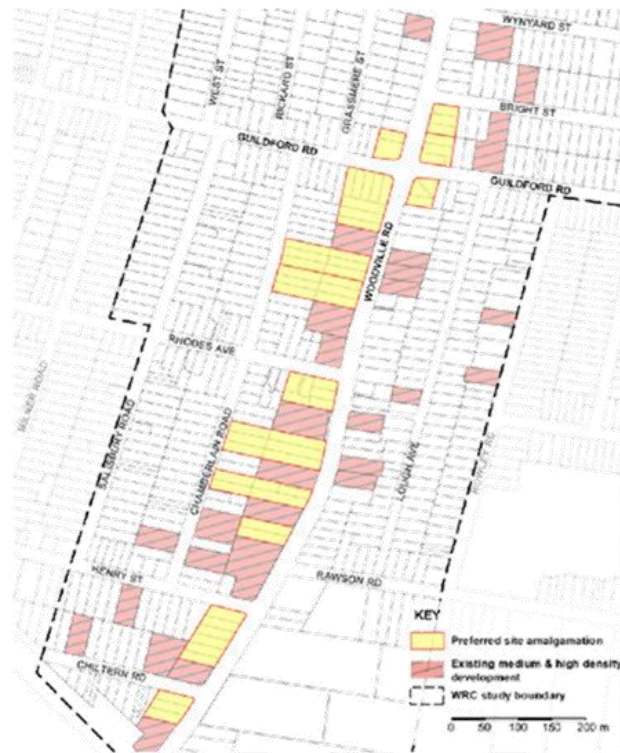 WYNYARD ST
WEST ST
RICKARD ST
GRASSMERE ST
BRIGHT ST
GUILDFORD RD
GUILDFORD RD
WOODVILLE RD
RHODES AVE
SALISBURY ROAD
CHAMBERLAIN ROAD
LOUGH AVE
HENRY ST
RAWSON RD
CHILTERN RD
KEY
Preferred site amalgamation
Existing medium & high density
development
WRC study boundary
0 50 100 150 200 m